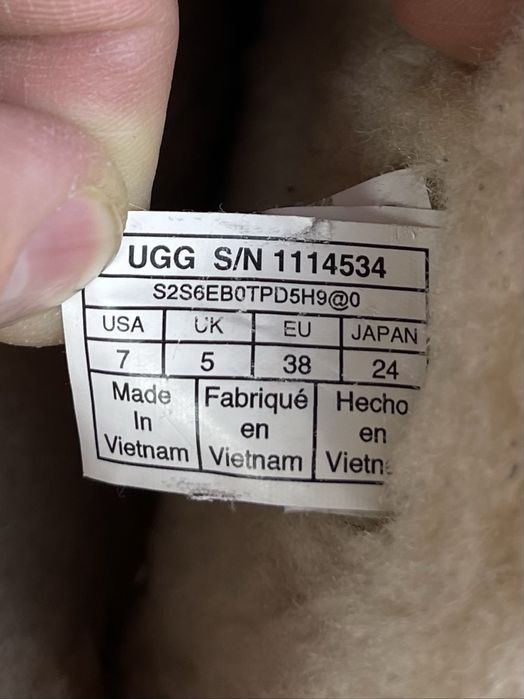 UGG S/N 1114534
S2S6EB0TPD5H9@0
USA UK EU JAPAN
7 5 38 24
Made Fabriqué Hecho
In en en
Vietnam Vietnam